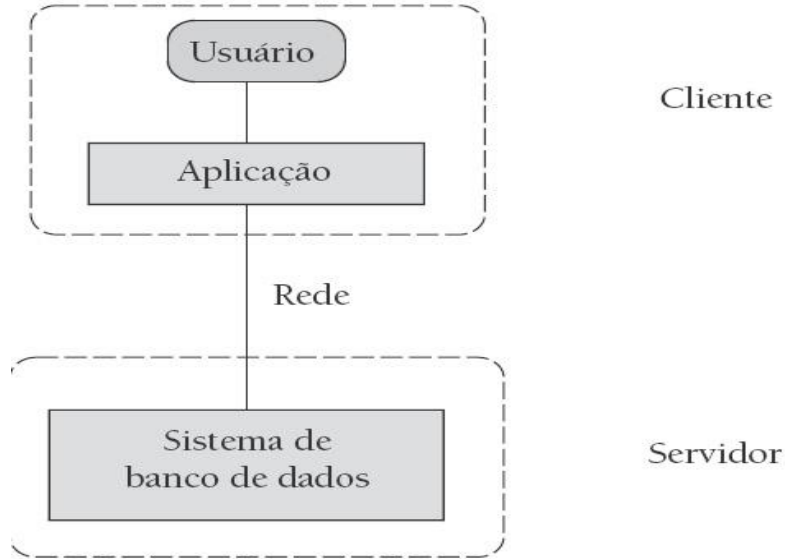 Usuário
Cliente
Aplicação
Rede
Sistema de
banco de dados
Servidor